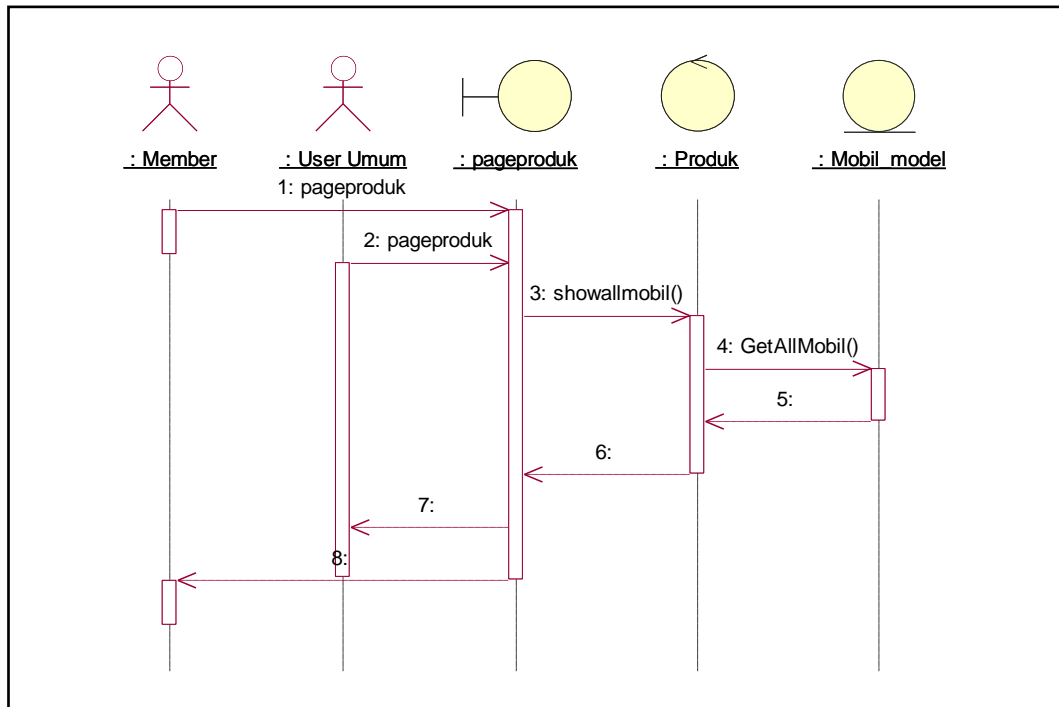 : Member
: User Umum
: pageproduk
: Produk
: Mobil_model
1: pageproduk
2: pageproduk
3: showallmobil()
4: GetAllMobil()
5:
6:
7:
8: